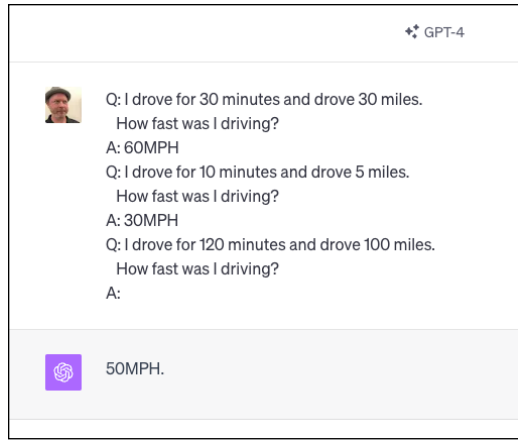 GPT-4
Q: I drove for 30 minutes and drove 30 miles.
How fast was I driving?
A: 60MPH
Q: I drove for 10 minutes and drove 5 miles.
How fast was I driving?
A: 30MPH
Q: I drove for 120 minutes and drove 100 miles.
How fast was I driving?
A:
50MPH.